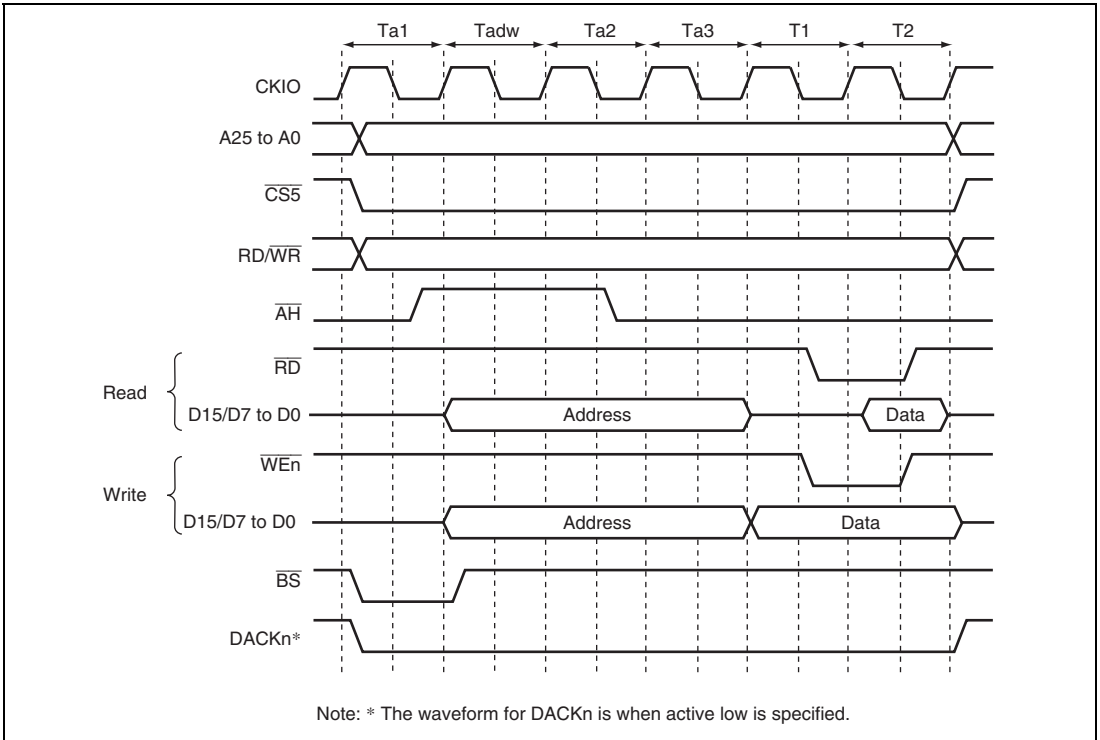 Ta1 Tadw Ta2 Ta3 T1 T2
CKIO
A25 to A0
CS5
RD/WR
AH
RD
Read
D15/D7 to D0 Address Data
WEn
Write
D15/D7 to D0 Address Data
BS
DACKn*
Note: * The waveform for DACKn is when active low is specified.